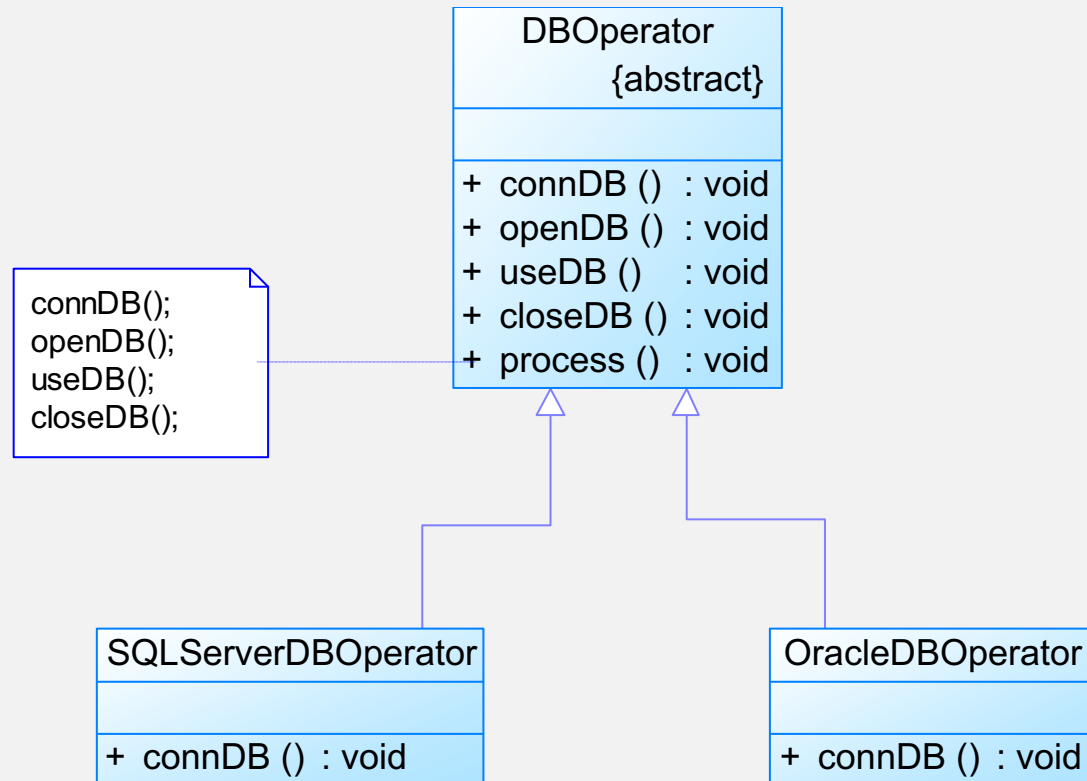 DBOperator
{abstract}
+ connDB () : void
+ openDB () : void
+ useDB () : void
+ closeDB () : void
+ process () : void
connDB();
openDB();
useDB();
closeDB();
SQLServerDBOperator
+ connDB () : void
OracleDBOperator
+ connDB () : void